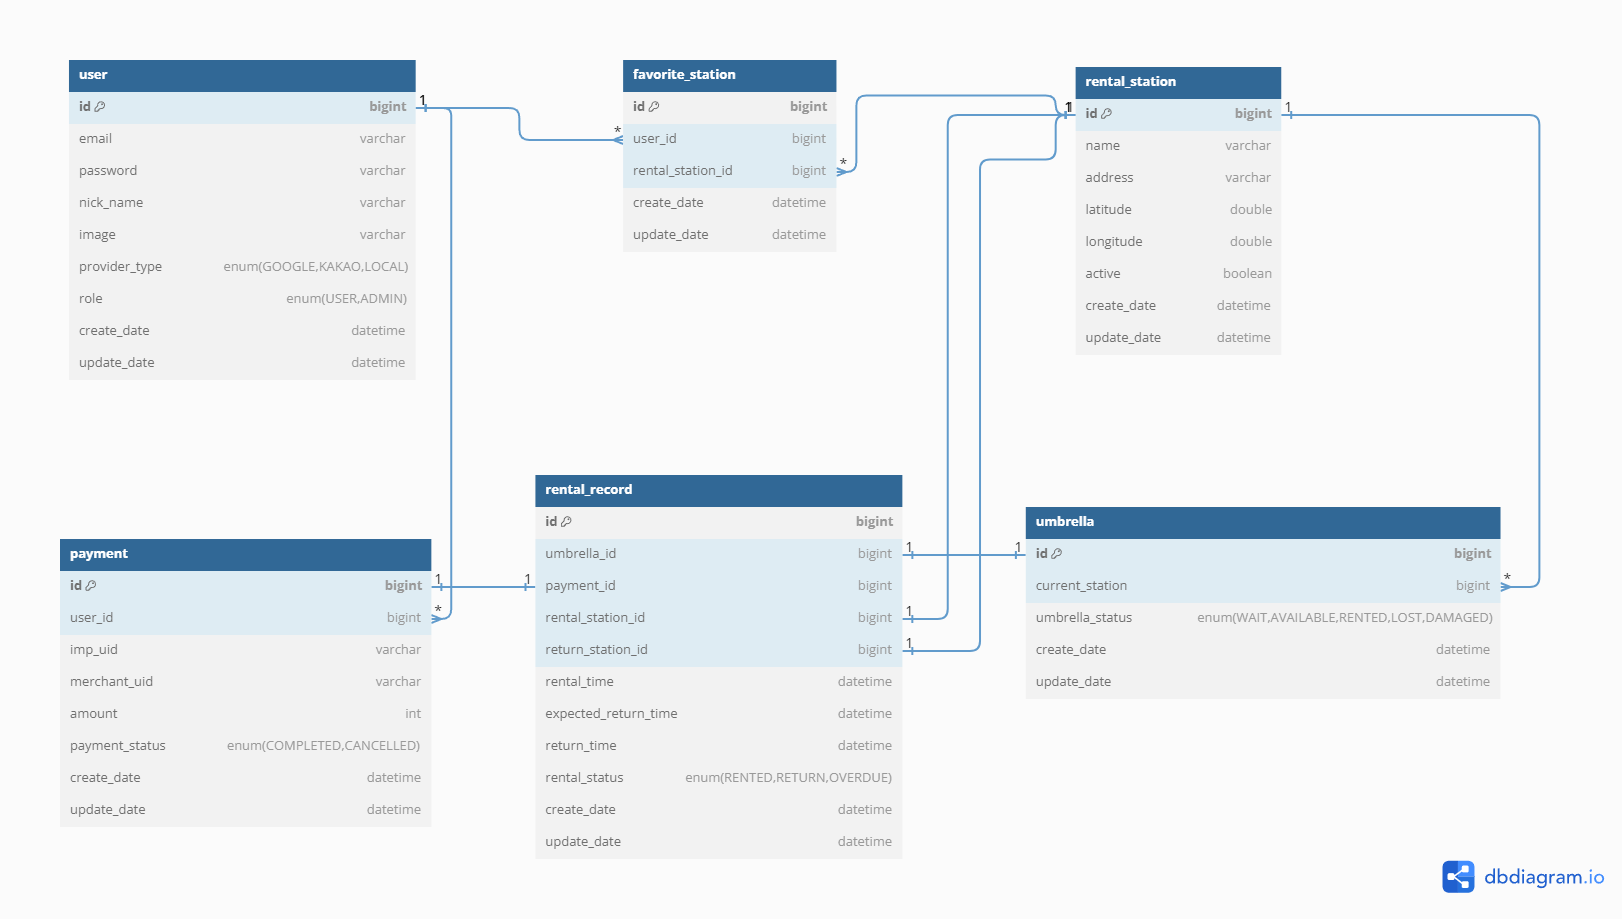 user
id bigint
email varchar
password varchar
nick_name varchar
image varchar
provider_type enum(GOOGLE,KAKAO,LOCAL)
role enum(USER,ADMIN)
create_date datetime
update_date datetime
1
*
favorite_station
id bigint
user_id bigint
rental_station_id bigint
create_date datetime
update_date datetime
*
1
rental_station
id bigint
name varchar
address varchar
latitude double
longitude double
active boolean
create_date datetime
update_date datetime
1
payment
id bigint
user_id bigint
imp_uid varchar
merchant_uid varchar
amount int
payment_status enum(COMPLETED,CANCELLED)
create_date datetime
update_date datetime
1
*
1
rental_record
id bigint
umbrella_id bigint
payment_id bigint
rental_station_id bigint
return_station_id bigint
rental_time datetime
expected_return_time datetime
return_time datetime
rental_status enum(RENTED,RETURN,OVERDUE)
create_date datetime
update_date datetime
1
1
1
1
umbrella
id bigint
current_station bigint
umbrella_status enum(WAIT,AVAILABLE,RENTED,LOST,DAMAGED)
create_date datetime
update_date datetime
*
dbdiagram.io